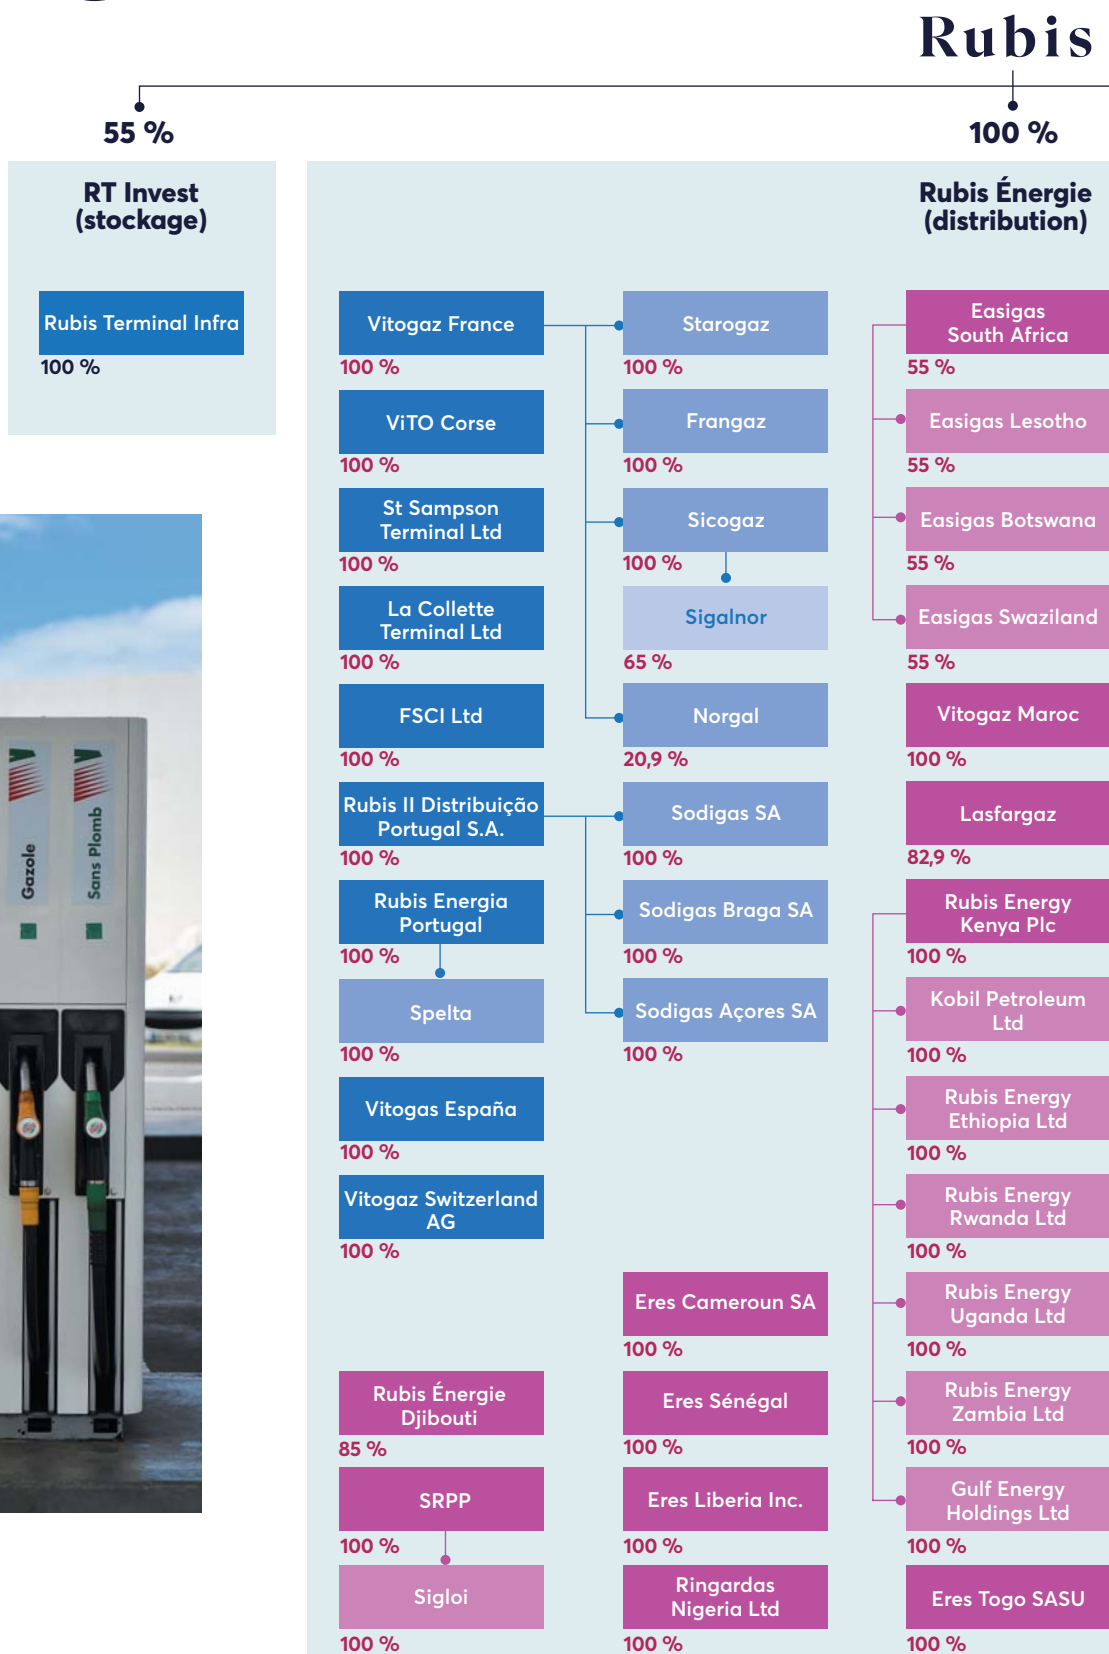 Rubis
55 %
100 %
RT Invest
(stockage)
Rubis Énergie
(distribution)
Rubis Terminal Infra
100 %
Vitogaz France
100 %
ViTO Corse
100 %
St Sampson
Terminal Ltd
100 %
La Collette
Terminal Ltd
100 %
FSCI Ltd
100 %
Rubis II Distribuição
Portugal S.A.
100 %
Rubis Energia
Portugal
100 %
Spelta
100 %
Vitogas España
100 %
Vitogaz Switzerland
AG
100 %
Rubis Énergie
Djibouti
85 %
SRPP
100 %
Sigloi
100 %
Starogaz
100 %
Frangaz
100 %
Sicogaz
100 %
Sigalnor
65 %
Norgal
20,9 %
Sodigas SA
100 %
Sodigas Braga SA
100 %
Sodigas Açores SA
100 %
Eres Cameroun SA
100 %
Eres Sénégal
100 %
Eres Liberia Inc.
100 %
Ringardas
Nigeria Ltd
100 %
Easigas
South Africa
55 %
Easigas Lesotho
55 %
Easigas Botswana
55 %
Easigas Swaziland
55 %
Vitogaz Maroc
100 %
Lasfargaz
82,9 %
Rubis Energy
Kenya Plc
100 %
Kobil Petroleum
Ltd
100 %
Rubis Energy
Ethiopia Ltd
100 %
Rubis Energy
Rwanda Ltd
100 %
Rubis Energy
Uganda Ltd
100 %
Rubis Energy
Zambia Ltd
100 %
Gulf Energy
Holdings Ltd
100 %
Eres Togo SASU
100 %
Gazole
Sans Plomb